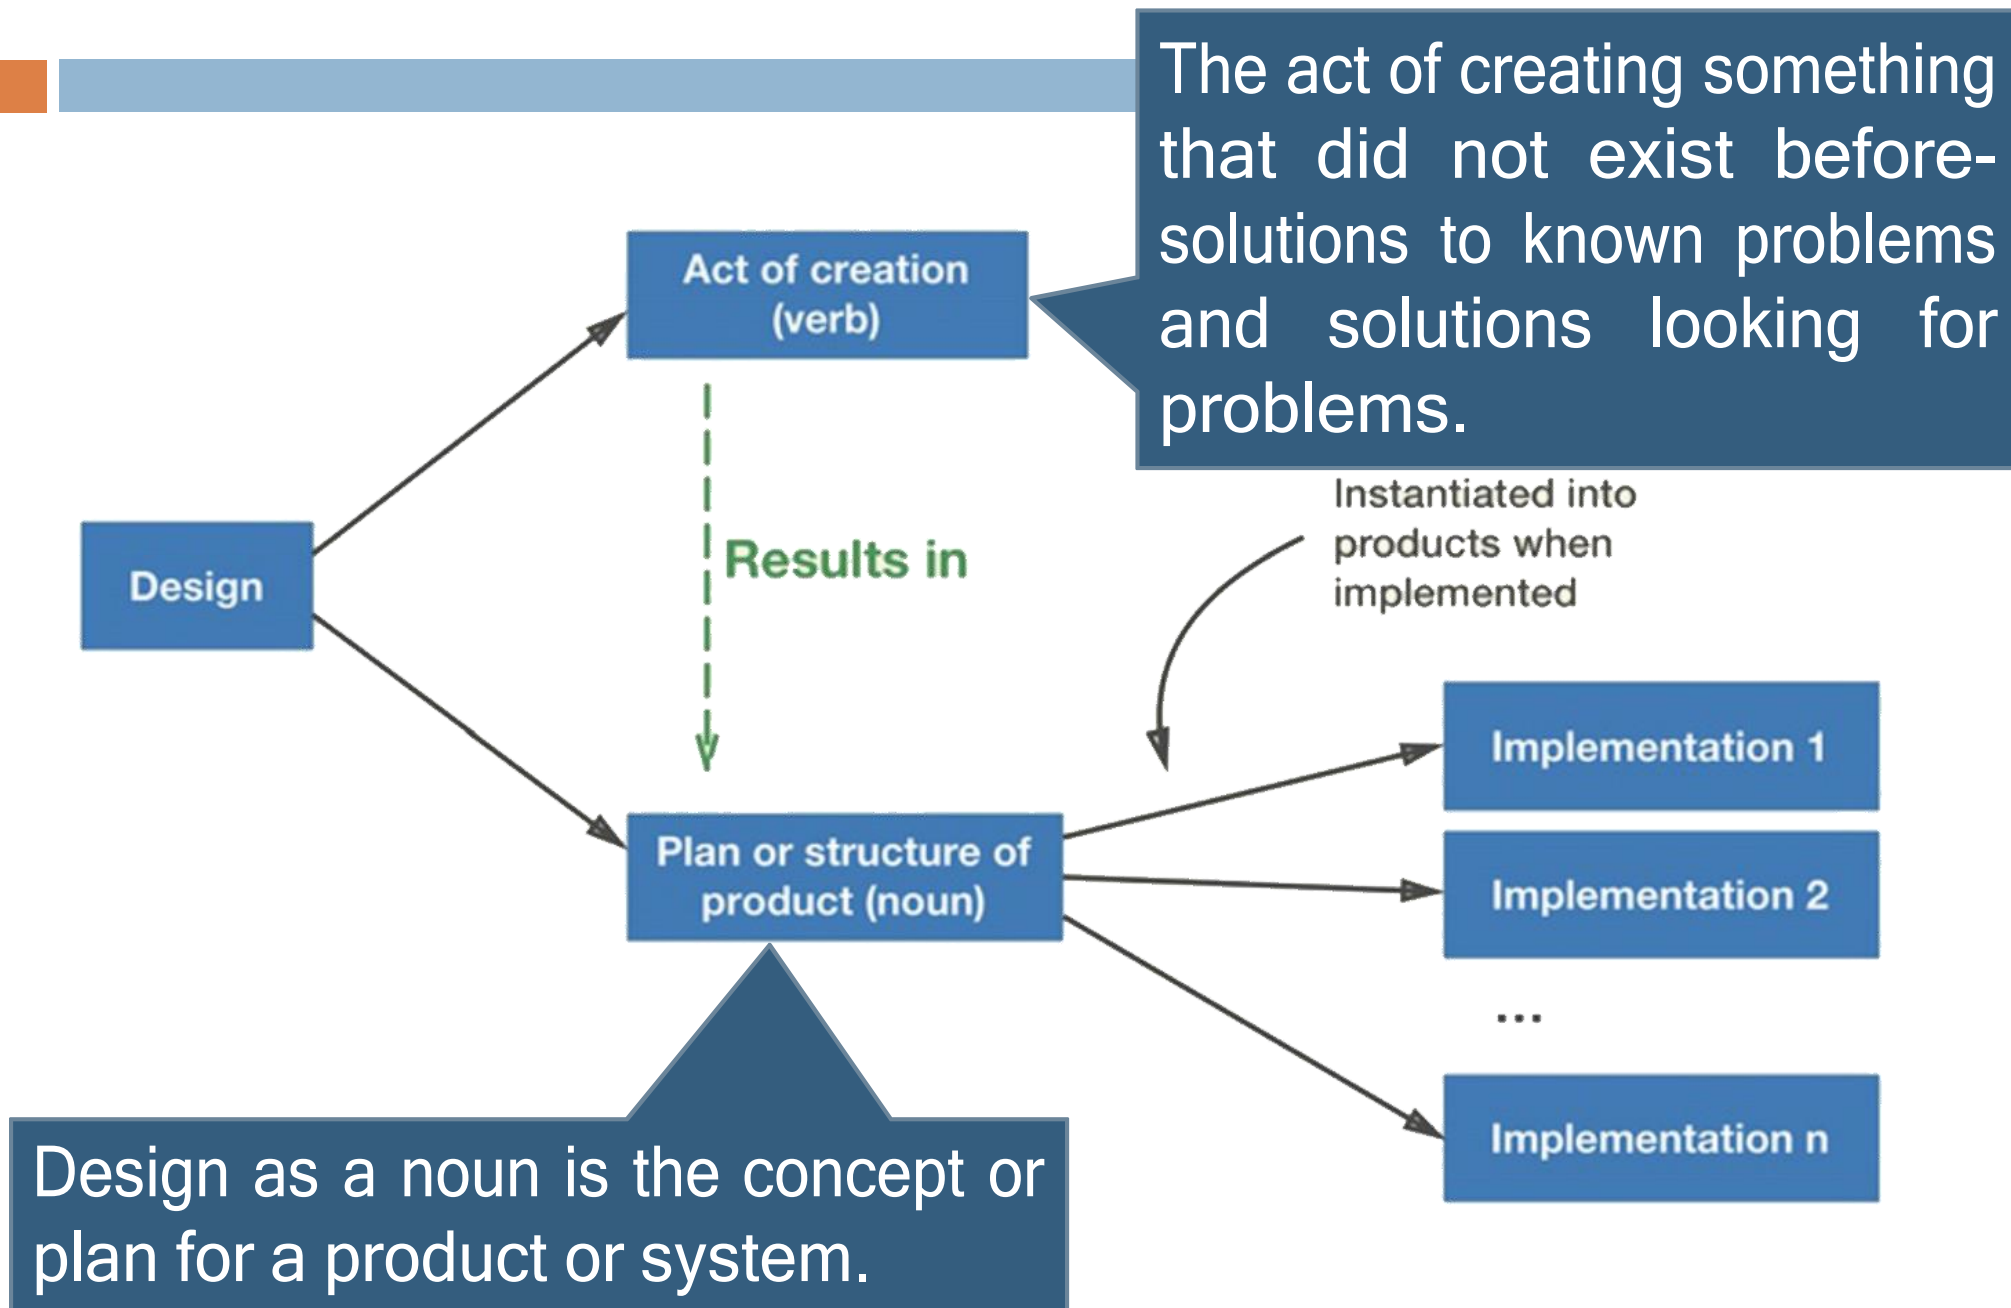 The act of creating something
that did not exist before-
solutions to known problems
and solutions looking for
problems.
Act of creation
(verb)
Instantiated into
products when
implemented
Results in
Design
Implementation 1
Plan or structure of
product (noun)
Implementation 2
...
Implementation n
Design as a noun is the concept or
plan for a product or system.